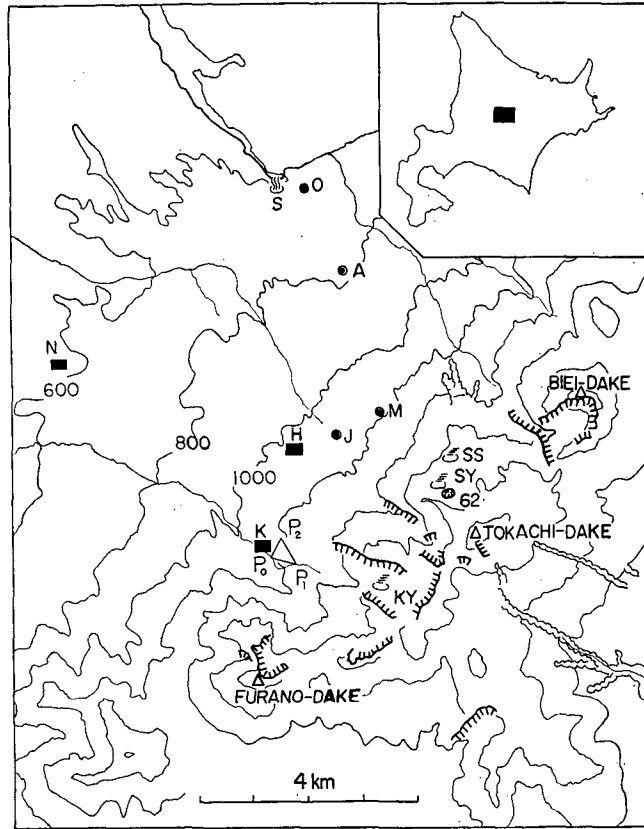 S
O
A
N
600
BIEI-DAKE
800
M
J
H
SS
SY
1000
62
TOKACHI-DAKE
K
P2
P0
P1
KY
FURANO-DAKE
4 km